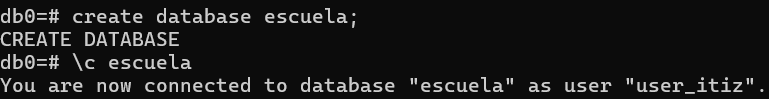 db0=# create database escuela;
CREATE DATABASE
db0=# \c escuela
You are now connected to database "escuela" as user "user_itiz".